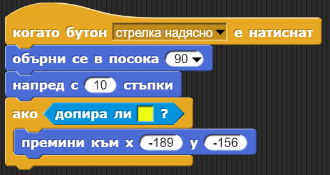 когато бутон стрелка надясно е натиснат
обърни се в посока 90
напред с 10 стъпки
ако допира ли ?
премини към x -189 y -156